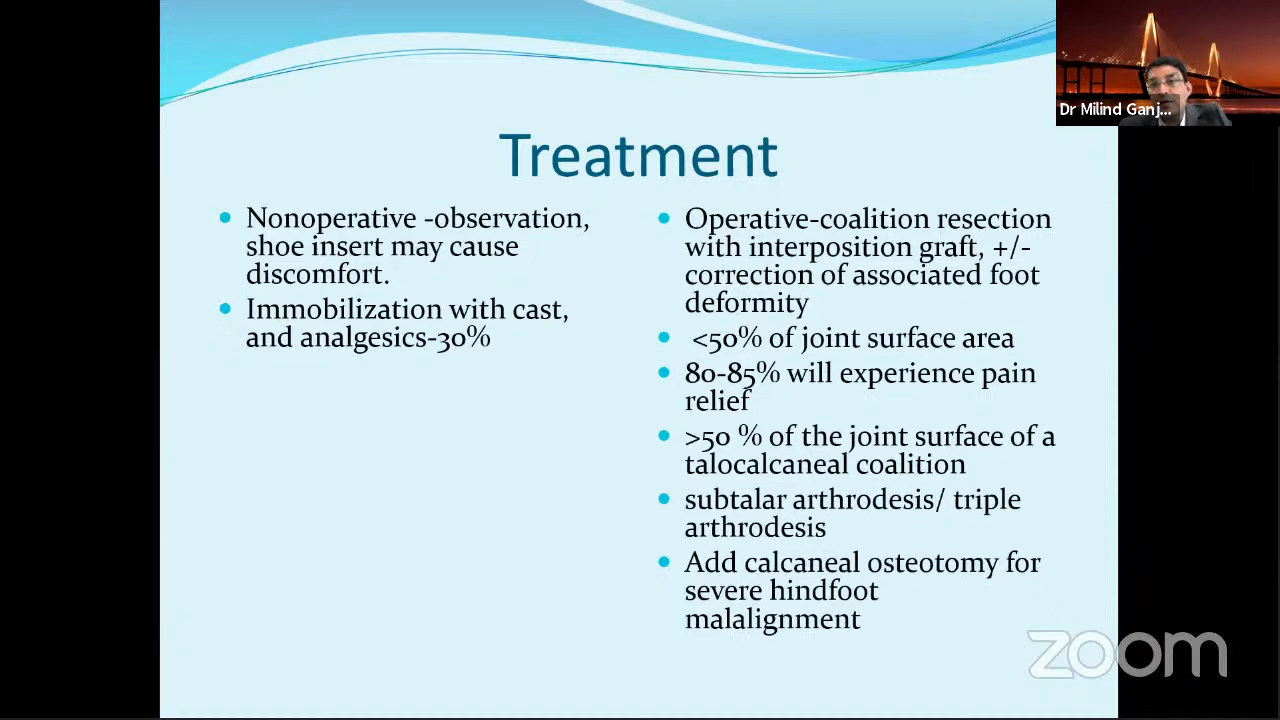 Dr Milind Ganj...
Treatment
Nonoperative -observation,
shoe insert may cause
discomfort.
Immobilization with cast,
and analgesics-30%
Operative-coalition resection
with interposition graft, +/-
correction of associated foot
deformity
<50% of joint surface area
80-85% will experience pain
relief
>50 % of the joint surface of a
talocalcaneal coalition
subtalar arthrodesis/ triple
arthrodesis
Add calcaneal osteotomy for
severe hindfoot
malalignment
zoom